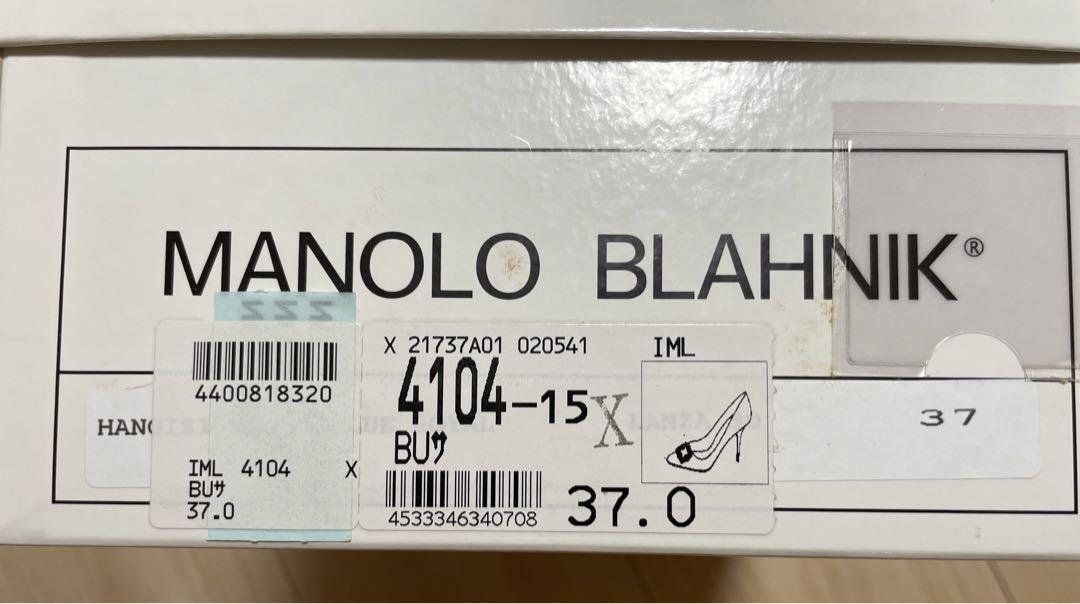 MANOLO BLAHNIK®
ZZZ
4400818320
IML 4104 X
BUサ
37.0
X 21737A01 020541 IML
4104-15 X
BUサ
4533346340708 37.0
HANGISI
37